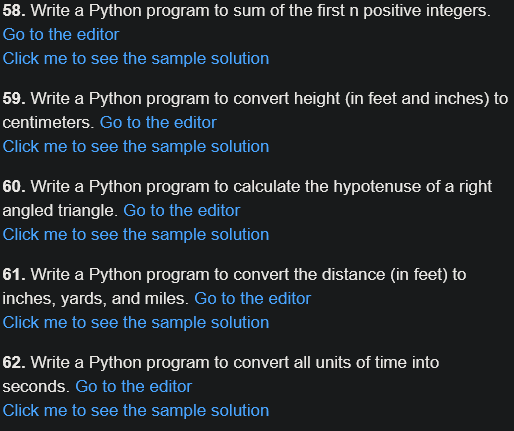 58. Write a Python program to sum of the first n positive integers.
Go to the editor
Click me to see the sample solution
59. Write a Python program to convert height (in feet and inches) to
centimeters. Go to the editor
Click me to see the sample solution
60. Write a Python program to calculate the hypotenuse of a right
angled triangle. Go to the editor
Click me to see the sample solution
61. Write a Python program to convert the distance (in feet) to
inches, yards, and miles. Go to the editor
Click me to see the sample solution
62. Write a Python program to convert all units of time into
seconds. Go to the editor
Click me to see the sample solution